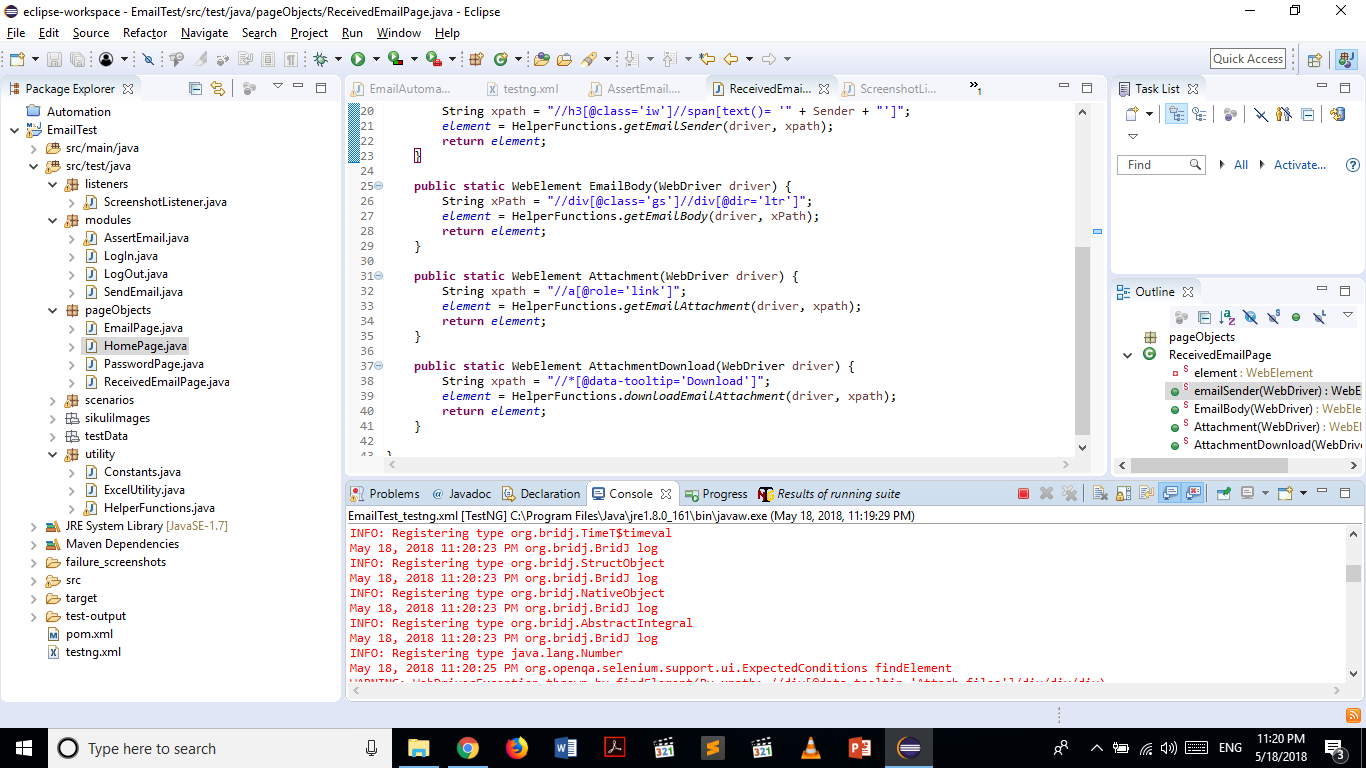 eclipse-workspace - EmailTest/src/test/java/pageObjects/ReceivedEmailPage.java - Eclipse
File Edit Source Refactor Navigate Search Project Run Window Help
Quick Access
Package Explorer
Automation
EmailTest
src/main/java
src/test/java
listeners
ScreenshotListener.java
modules
AssertEmail.java
LogIn.java
LogOut.java
SendEmail.java
pageObjects
EmailPage.java
HomePage.java
PasswordPage.java
ReceivedEmailPage.java
scenarios
sikuliImages
testData
utility
Constants.java
ExcelUtility.java
HelperFunctions.java
JRE System Library [JavaSE-1.7]
Maven Dependencies
failure_screenshots
src
target
test-output
pom.xml
testng.xml
EmailAutoma... testng.xml AssertEmail.... ReceivedEmai... ScreenshotLi... »1
20 String xpath = "//h3[@class='iw']//span[text()= '" + Sender + "']";
21 element = HelperFunctions.getEmailSender(driver, xpath);
22 return element;
23 }
24
25 public static WebElement EmailBody(WebDriver driver) {
26 String xPath = "//div[@class='gs']//div[@dir='ltr']";
27 element = HelperFunctions.getEmailBody(driver, xPath);
28 return element;
29 }
30
31 public static WebElement Attachment(WebDriver driver) {
32 String xpath = "//a[@role='link']";
33 element = HelperFunctions.getEmailAttachment(driver, xpath);
34 return element;
35 }
36
37 public static WebElement AttachmentDownload(WebDriver driver) {
38 String xpath = "//*[@data-tooltip='Download']";
39 element = HelperFunctions.downloadEmailAttachment(driver, xpath);
40 return element;
41 }
42
43 }
Task List
Find All Activate...
Outline
pageObjects
ReceivedEmailPage
element : WebElement
emailSender(WebDriver) : WebE
EmailBody(WebDriver) : WebEle
Attachment(WebDriver) : WebEl
AttachmentDownload(WebDriv
Problems @ Javadoc Declaration Console Progress Results of running suite
EmailTest_testng.xml [TestNG] C:\Program Files\Java\jre1.8.0_161\bin\javaw.exe (May 18, 2018, 11:19:29 PM)
INFO: Registering type org.bridj.TimeT$timeval
May 18, 2018 11:20:23 PM org.bridj.BridJ log
INFO: Registering type org.bridj.StructObject
May 18, 2018 11:20:23 PM org.bridj.BridJ log
INFO: Registering type org.bridj.NativeObject
May 18, 2018 11:20:23 PM org.bridj.BridJ log
INFO: Registering type org.bridj.AbstractIntegral
May 18, 2018 11:20:23 PM org.bridj.BridJ log
INFO: Registering type java.lang.Number
May 18, 2018 11:20:25 PM org.openqa.selenium.support.ui.ExpectedConditions findElement
WARNING: WebDriverException thrown by findElement(By.xpath: //div[@data-tooltip='Attach files']/div/div/div)
Type here to search
ENG
11:20 PM
5/18/2018
3